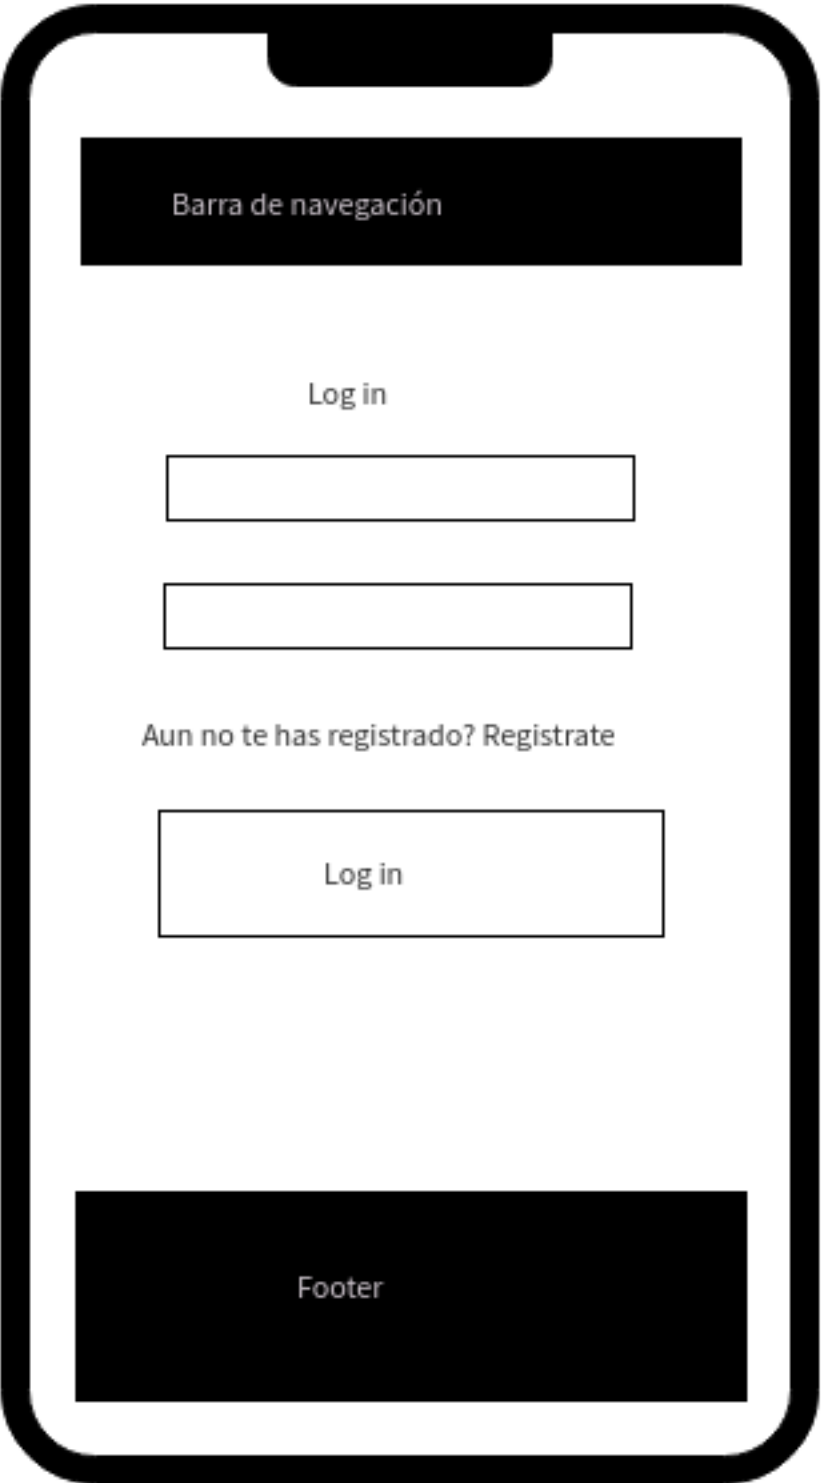 Barra de navegación
Log in
Aun no te has registrado? Registrate
Log in
Footer